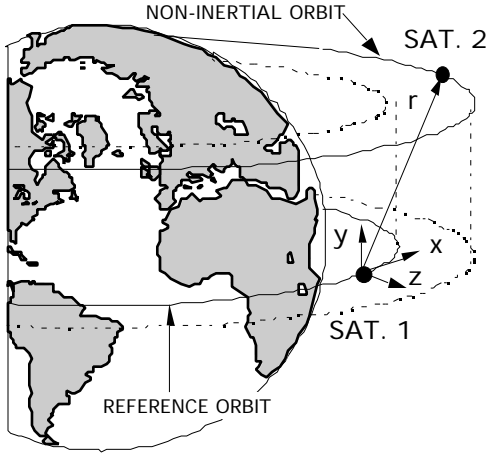 NON-INERTIAL ORBIT
SAT. 2
r
y
x
z
SAT. 1
REFERENCE ORBIT